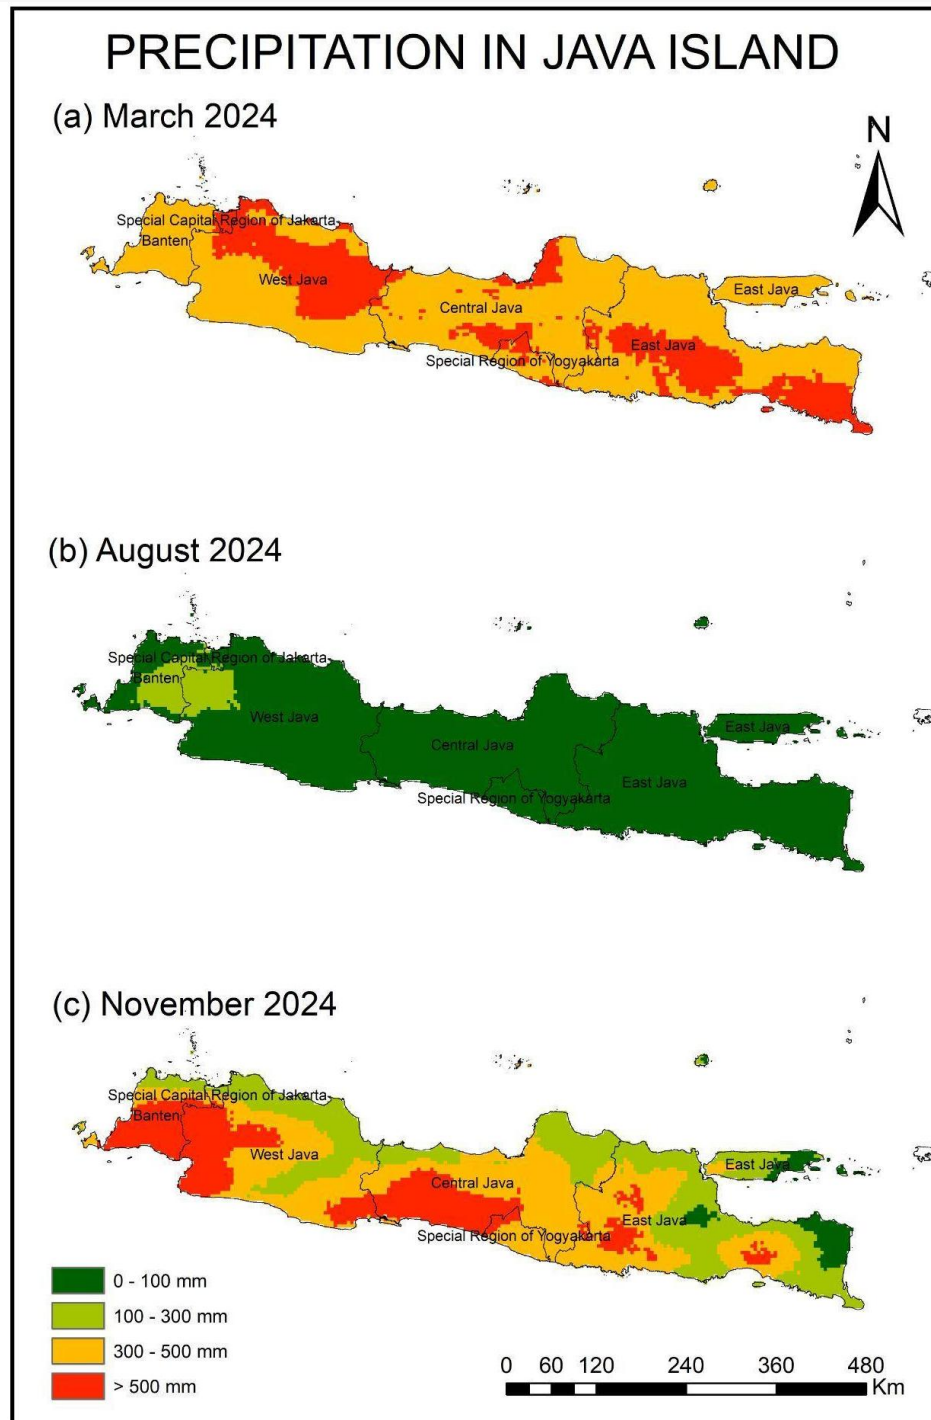 PRECIPITATION IN JAVA ISLAND
(a) March 2024
N
Special Capital Region of Jakarta
Banten
West Java
East Java
Central Java
East Java
Special Region of Yogyakarta
(b) August 2024
Special Capital Region of Jakarta
Banten
West Java
East Java
Central Java
East Java
Special Region of Yogyakarta
(c) November 2024
Special Capital Region of Jakarta
Banten
West Java
East Java
Central Java
East Java
Special Region of Yogyakarta
0 - 100 mm
100 - 300 mm
300 - 500 mm
> 500 mm
0 60 120 240 360 480
Km